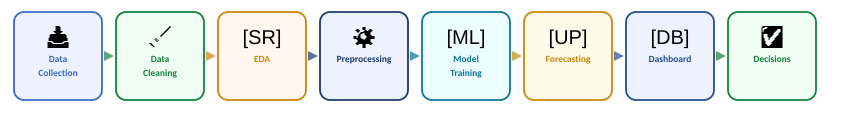 Data
Collection
Data
Cleaning
[SR]
EDA
Preprocessing
[ML]
Model
Training
[UP]
Forecasting
[DB]
Dashboard
Decisions